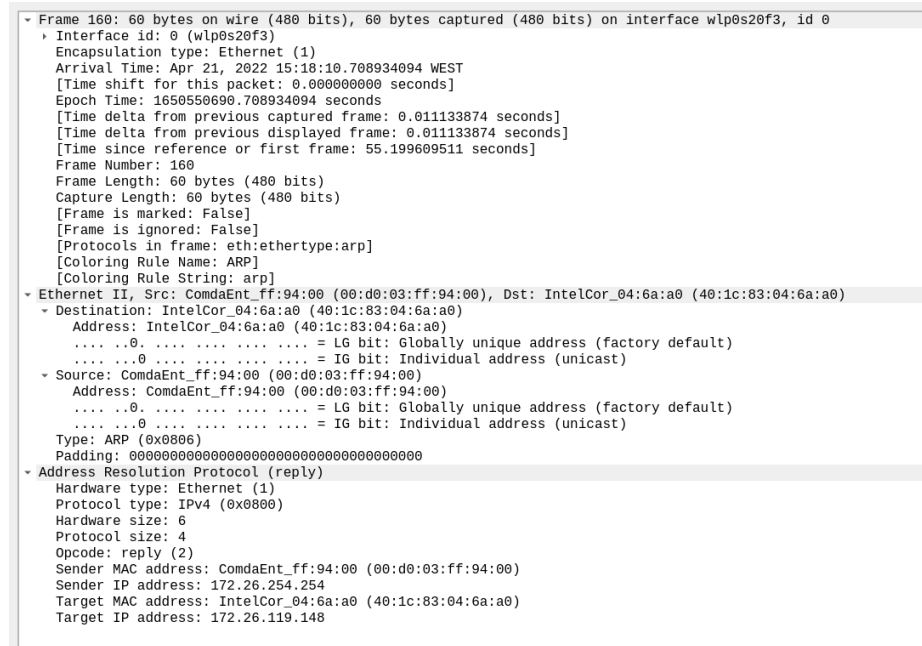 Frame 160: 60 bytes on wire (480 bits), 60 bytes captured (480 bits) on interface wlp0s20f3, id 0
Interface id: 0 (wlp0s20f3)
Encapsulation type: Ethernet (1)
Arrival Time: Apr 21, 2022 15:18:10.708934094 WEST
[Time shift for this packet: 0.000000000 seconds]
Epoch Time: 1650550690.708934094 seconds
[Time delta from previous captured frame: 0.011133874 seconds]
[Time delta from previous displayed frame: 0.011133874 seconds]
[Time since reference or first frame: 55.199609511 seconds]
Frame Number: 160
Frame Length: 60 bytes (480 bits)
Capture Length: 60 bytes (480 bits)
[Frame is marked: False]
[Frame is ignored: False]
[Protocols in frame: eth:ethertype:arp]
[Coloring Rule Name: ARP]
[Coloring Rule String: arp]
Ethernet II, Src: ComdaEnt_ff:94:00 (00:d0:03:ff:94:00), Dst: IntelCor_04:6a:a0 (40:1c:83:04:6a:a0)
Destination: IntelCor_04:6a:a0 (40:1c:83:04:6a:a0)
Address: IntelCor_04:6a:a0 (40:1c:83:04:6a:a0)
.... ..0. .... .... .... .... = LG bit: Globally unique address (factory default)
.... ...0 .... .... .... .... = IG bit: Individual address (unicast)
Source: ComdaEnt_ff:94:00 (00:d0:03:ff:94:00)
Address: ComdaEnt_ff:94:00 (00:d0:03:ff:94:00)
.... ..0. .... .... .... .... = LG bit: Globally unique address (factory default)
.... ...0 .... .... .... .... = IG bit: Individual address (unicast)
Type: ARP (0x0806)
Padding: 000000000000000000000000000000000000
Address Resolution Protocol (reply)
Hardware type: Ethernet (1)
Protocol type: IPv4 (0x0800)
Hardware size: 6
Protocol size: 4
Opcode: reply (2)
Sender MAC address: ComdaEnt_ff:94:00 (00:d0:03:ff:94:00)
Sender IP address: 172.26.254.254
Target MAC address: IntelCor_04:6a:a0 (40:1c:83:04:6a:a0)
Target IP address: 172.26.119.148